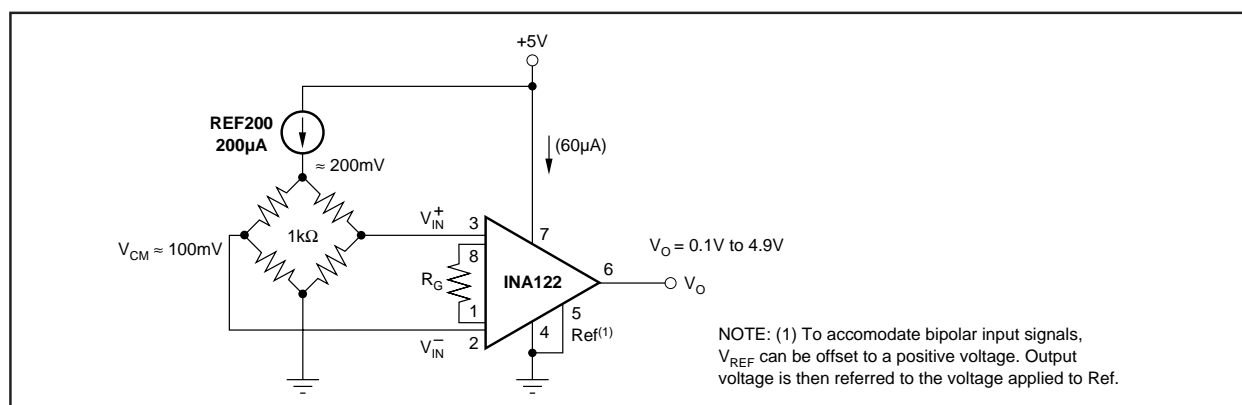 +5V
REF200
200µA
(60µA)
≈ 200mV
V+IN
3
7
1kΩ
VCM ≈ 100mV
8
VO = 0.1V to 4.9V
RG
INA122
6
VO
1
5
4
Ref(1)
2
V–IN
NOTE: (1) To accomodate bipolar input signals,
VREF can be offset to a positive voltage. Output
voltage is then referred to the voltage applied to Ref.